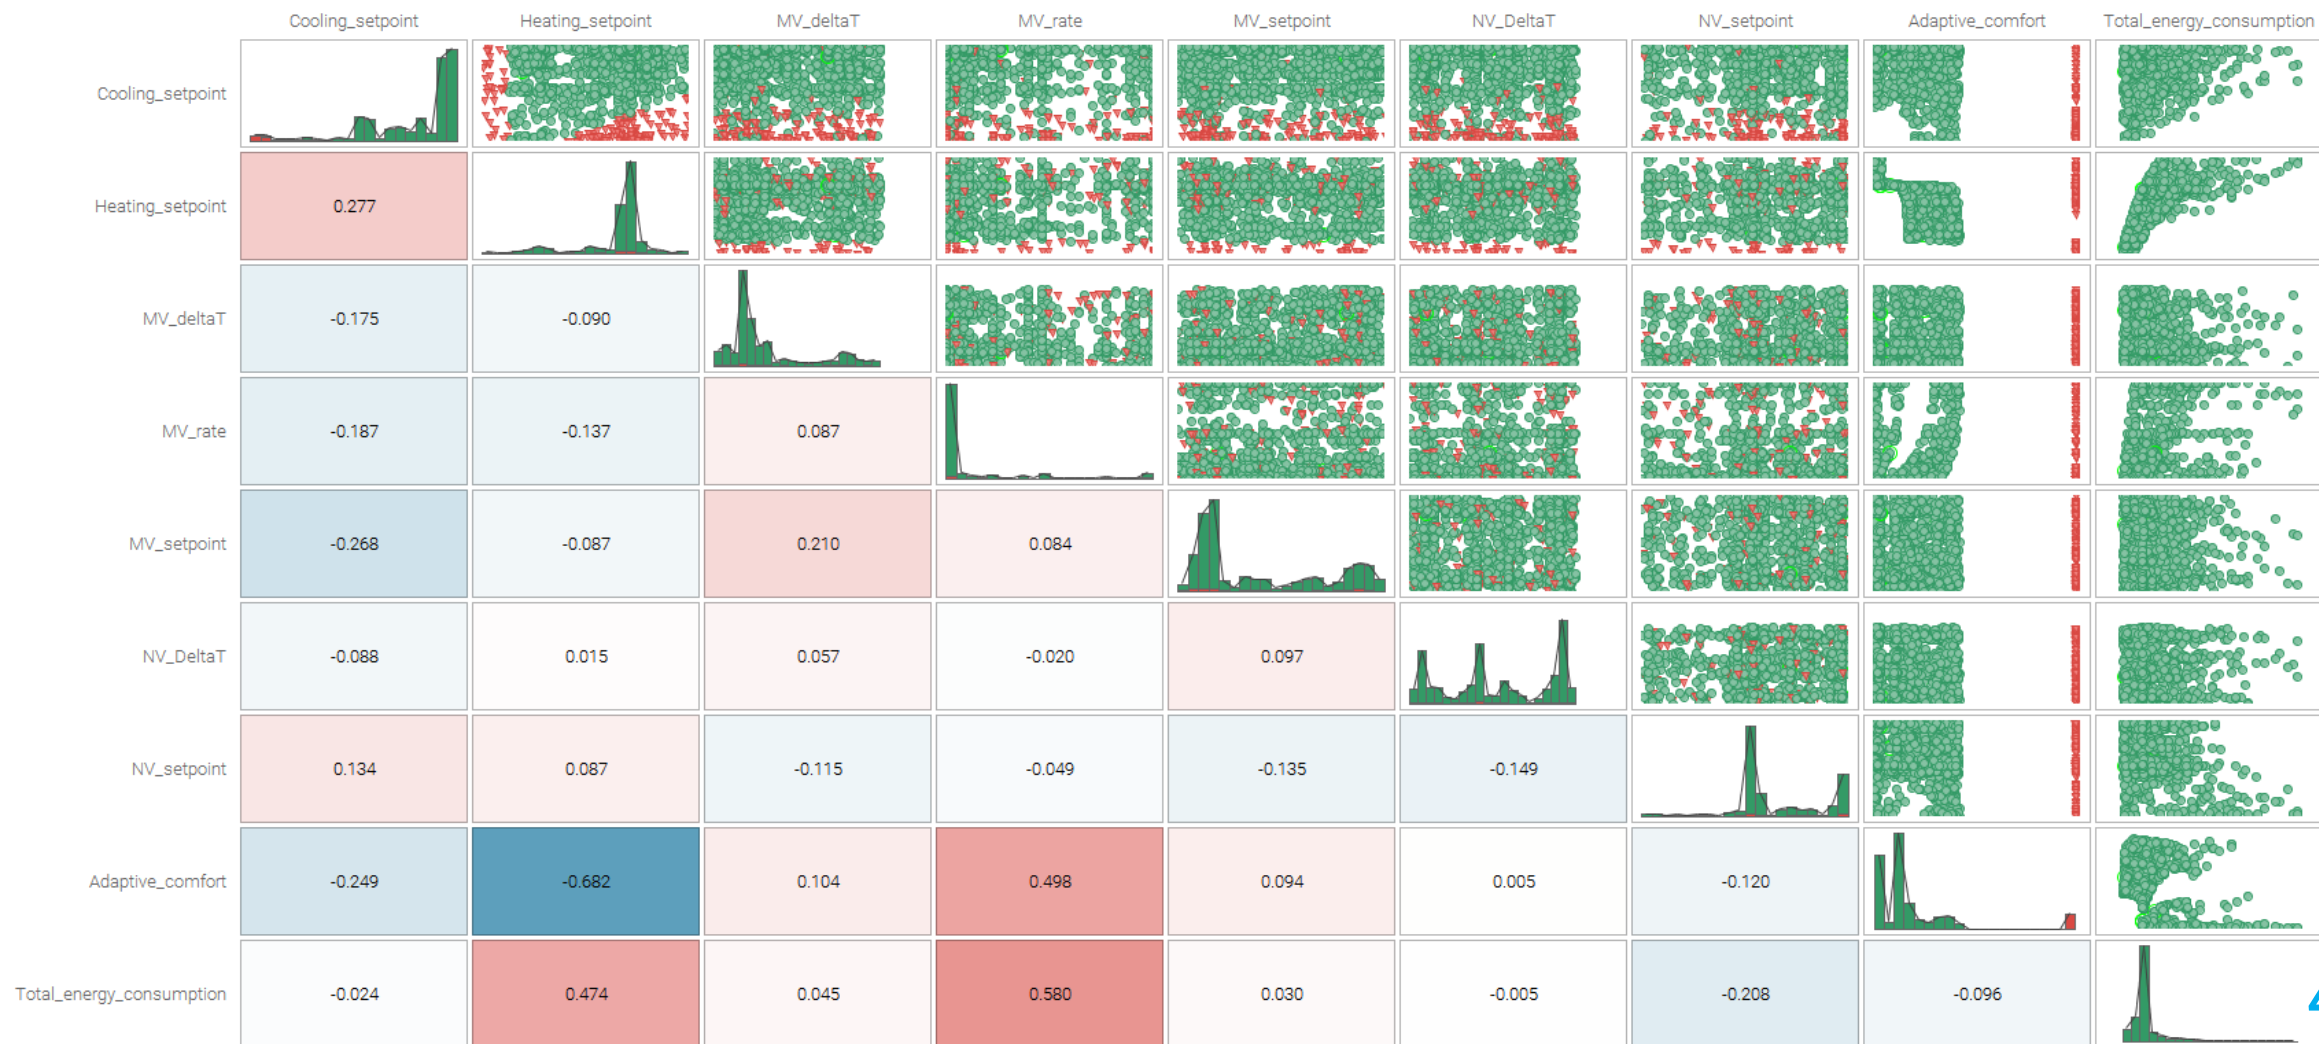 Cooling_setpoint Heating_setpoint MV_deltaT MV_rate MV_setpoint NV_DeltaT NV_setpoint Adaptive_comfort Total_energy_consumption
Cooling_setpoint
Heating_setpoint 0.277
MV_deltaT -0.175 -0.090
MV_rate -0.187 -0.137 0.087
MV_setpoint -0.268 -0.087 0.210 0.084
NV_DeltaT -0.088 0.015 0.057 -0.020 0.097
NV_setpoint 0.134 0.087 -0.115 -0.049 -0.135 -0.149
Adaptive_comfort -0.249 -0.682 0.104 0.498 0.094 0.005 -0.120
Total_energy_consumption -0.024 0.474 0.045 0.580 0.030 -0.005 -0.208 -0.096